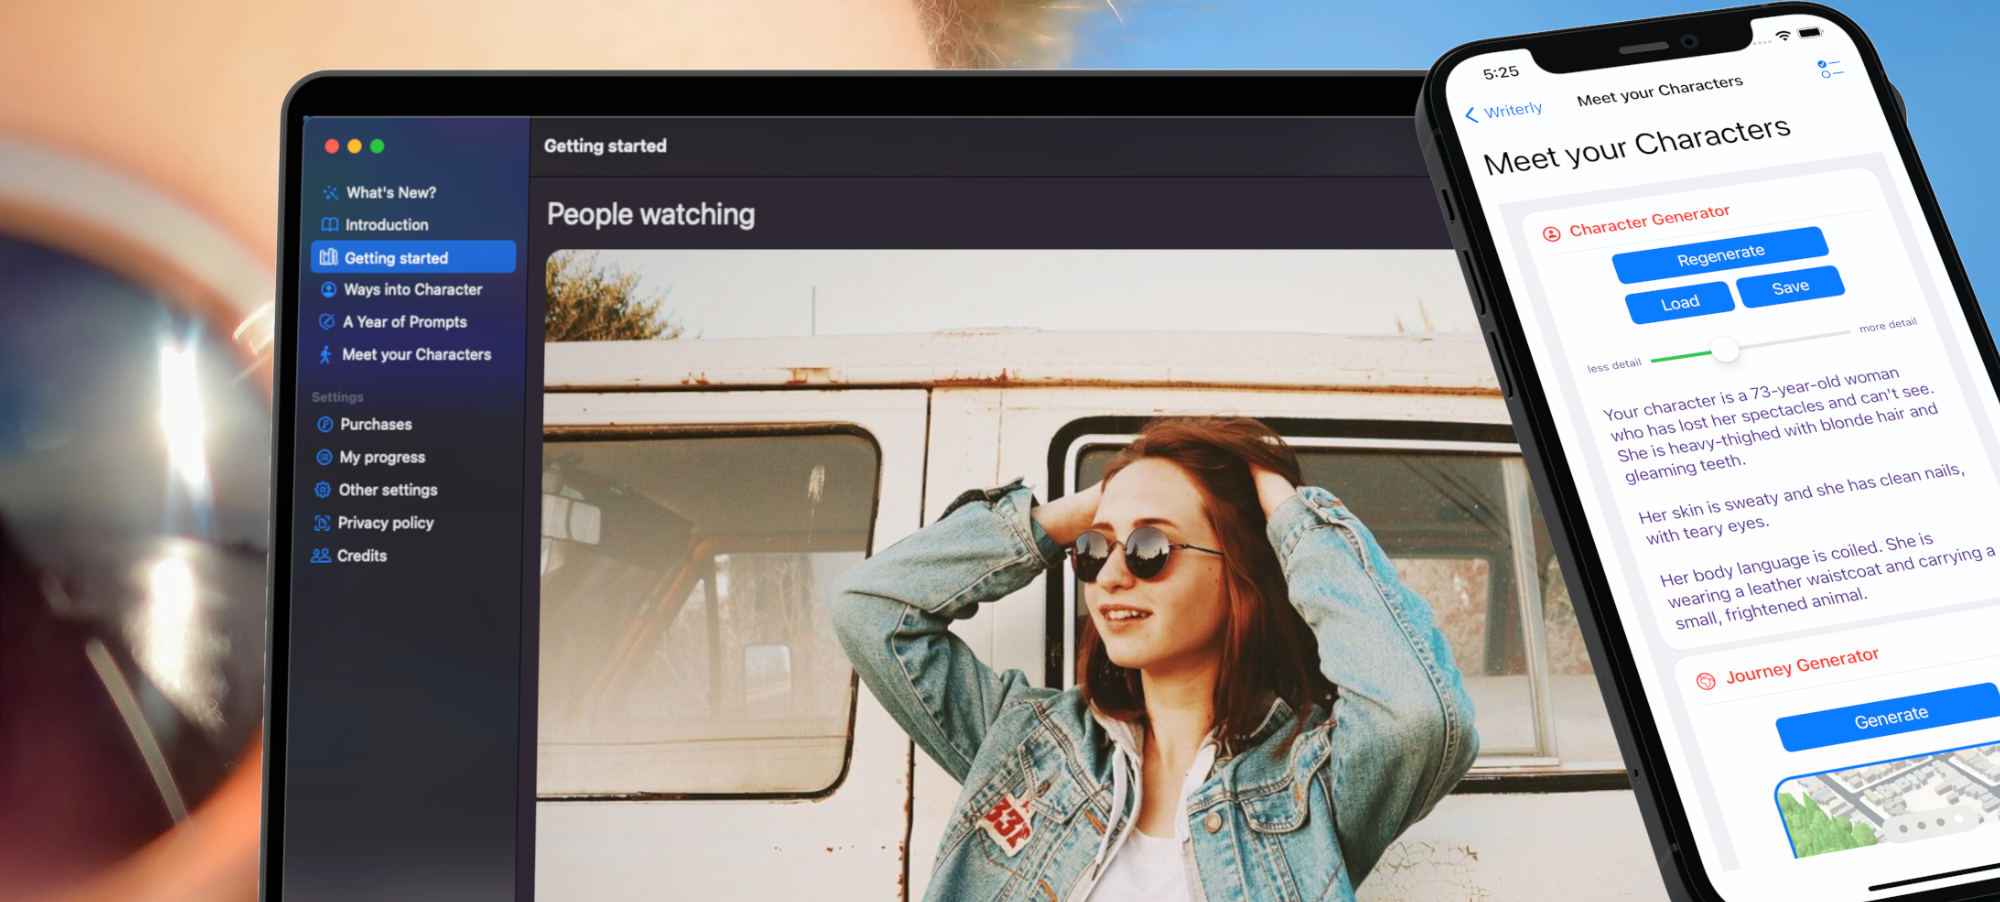 What's New?
Introduction
Getting started
Ways into Character
A Year of Prompts
Meet your Characters
Settings
Purchases
My progress
Other settings
Privacy policy
Credits
Getting started
People watching
33
5:25
Writerly
Meet your Characters
Meet your Characters
Character Generator
Regenerate
Load
Save
less detail
more detail
Your character is a 73-year-old woman
who has lost her spectacles and can't see.
She is heavy-thighed with blonde hair and
gleaming teeth.
Her skin is sweaty and she has clean nails,
with teary eyes.
Her body language is coiled. She is
wearing a leather waistcoat and carrying a
small, frightened animal.
Journey Generator
Generate